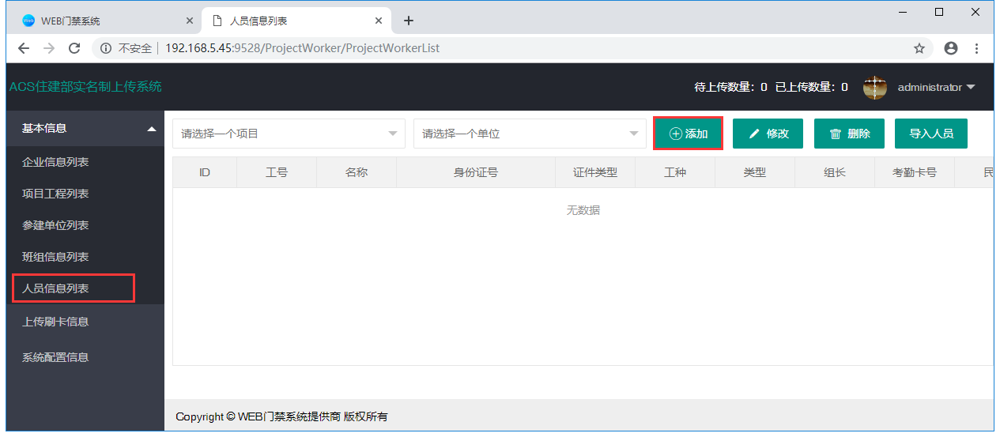 WEB门禁系统
人员信息列表
不安全 192.168.5.45:9528/ProjectWorker/ProjectWorkerList
ACS住建部实名制上传系统
待上传数量：0 已上传数量：0 administrator
基本信息
企业信息列表
项目工程列表
参建单位列表
班组信息列表
人员信息列表
上传刷卡信息
系统配置信息
请选择一个项目 请选择一个单位 添加 修改 删除 导入人员
ID 工号 名称 身份证号 证件类型 工种 类型 组长 考勤卡号 民
无数据
Copyright © WEB门禁系统提供商 版权所有